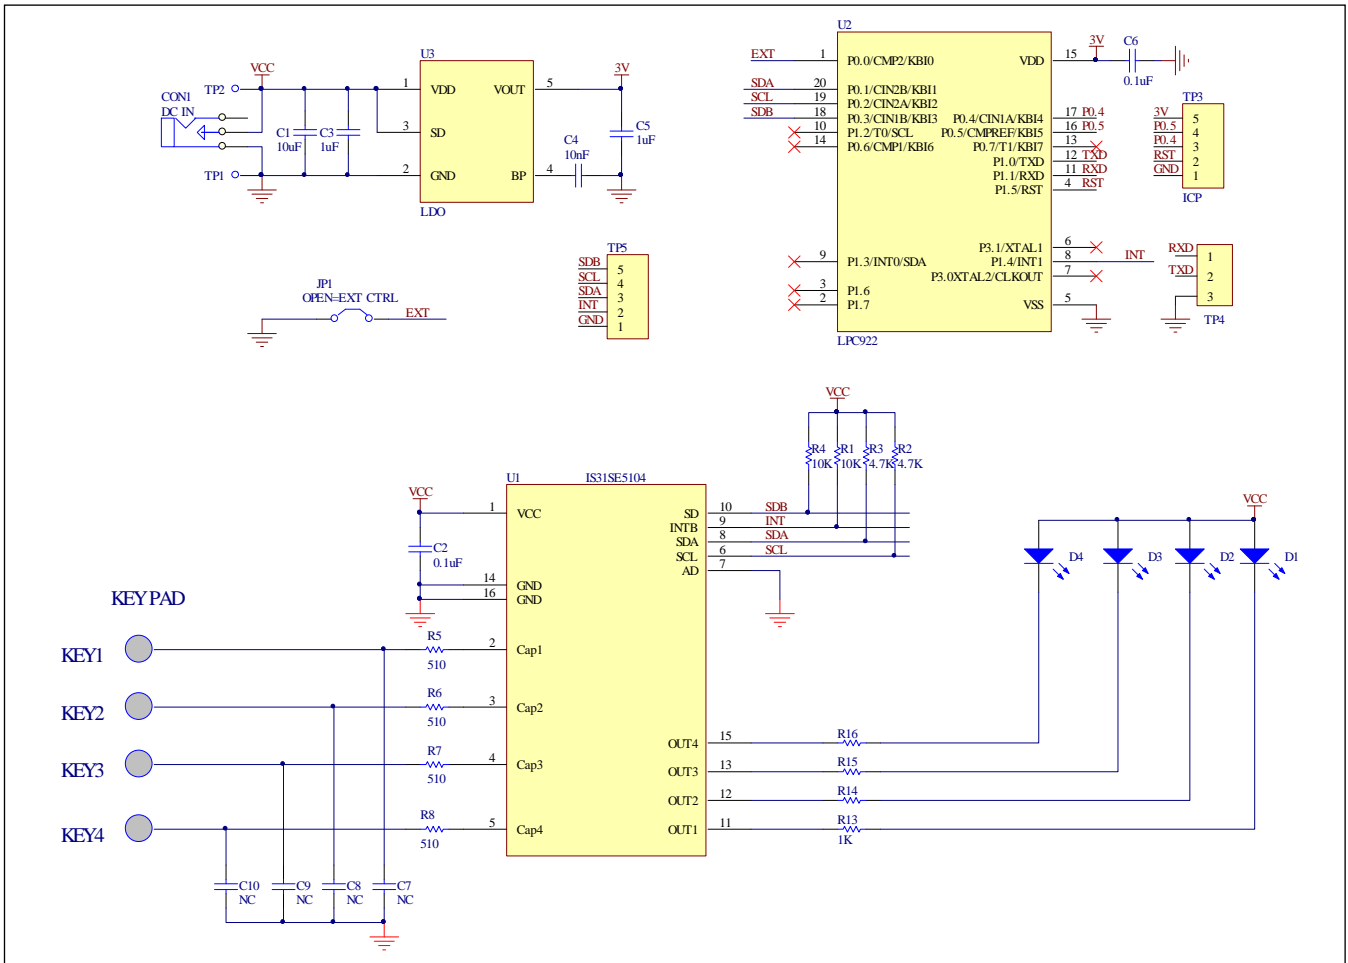 U3
VCC
TP2
CON1
DC IN
TP1
C1
10uF
C3
1uF
1
VDD
3
SD
2
GND
VOUT
5
BP
4
LDO
3V
C4
10nF
C5
1uF
U2
EXT
1
P0.0/CMP2/KBI0
SDA
20
P0.1/CIN2B/KBI1
SCL
19
P0.2/CIN2A/KBI2
SDB
18
P0.3/CIN1B/KBI3
10
P1.2/T0/SCL
14
P0.6/CMP1/KBI6
9
P1.3/INT0/SDA
3
P1.6
2
P1.7
VDD
15
P0.4/CIN1A/KBI4
17
P0.4
P0.5/CMPREF/KBI5
16
P0.5
P0.7/T1/KBI7
13
P1.0/TXD
12
TXD
P1.1/RXD
11
RXD
P1.5/RST
4
RST
P3.1/XTAL1
6
P1.4/INT1
8
INT
P3.0XTAL2/CLKOUT
7
VSS
5
LPC922
3V
C6
0.1uF
TP3
3V
5
P0.5
4
P0.4
3
RST
2
GND
1
ICP
RXD
1
TXD
2
3
TP4
JP1
OPEN=EXT CTRL
EXT
TP5
SDB
5
SCL
4
SDA
3
INT
2
GND
1
VCC
R4
10K
R1
10K
R3
4.7K
R2
4.7K
U1
IS31SE5104
VCC
C2
0.1uF
1
VCC
14
GND
16
GND
SD
10
SDB
INTB
9
INT
SDA
8
SDA
SCL
6
SCL
AD
7
VCC
D4
D3
D2
D1
KEY PAD
KEY1
R5
510
2
Cap1
KEY2
R6
510
3
Cap2
KEY3
R7
510
4
Cap3
KEY4
R8
510
5
Cap4
OUT4
15
R16
OUT3
13
R15
OUT2
12
R14
OUT1
11
R13
1K
C10
NC
C9
NC
C8
NC
C7
NC